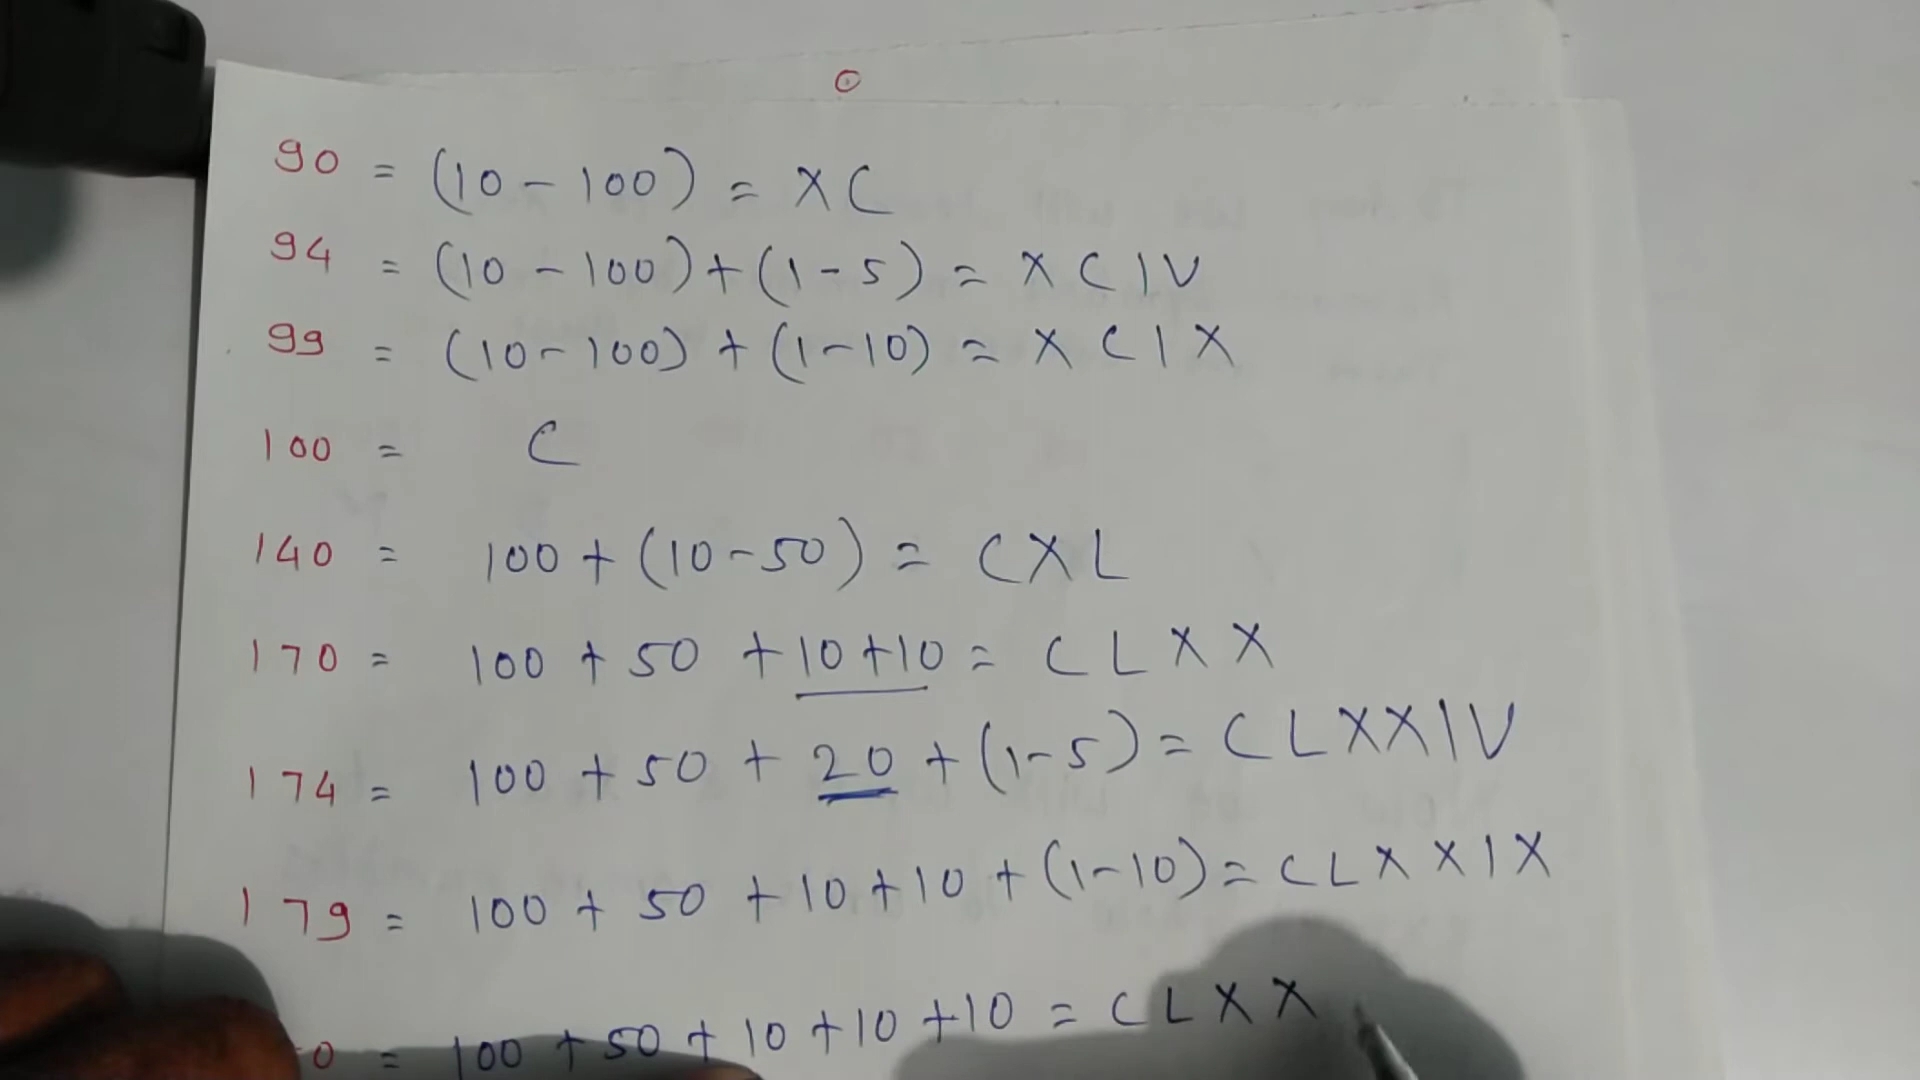 90 = (10 - 100) = XC
94 = (10 - 100) + (1 - 5) = XCIV
99 = (10 - 100) + (1 - 10) = XCIX
100 = C
140 = 100 + (10 - 50) = CXL
170 = 100 + 50 + 10 + 10 = CLXX
174 = 100 + 50 + 20 + (1 - 5) = CLXXIV
179 = 100 + 50 + 10 + 10 + (1 - 10) = CLXXIX
0 = 100 + 50 + 10 + 10 + 10 = CLXX